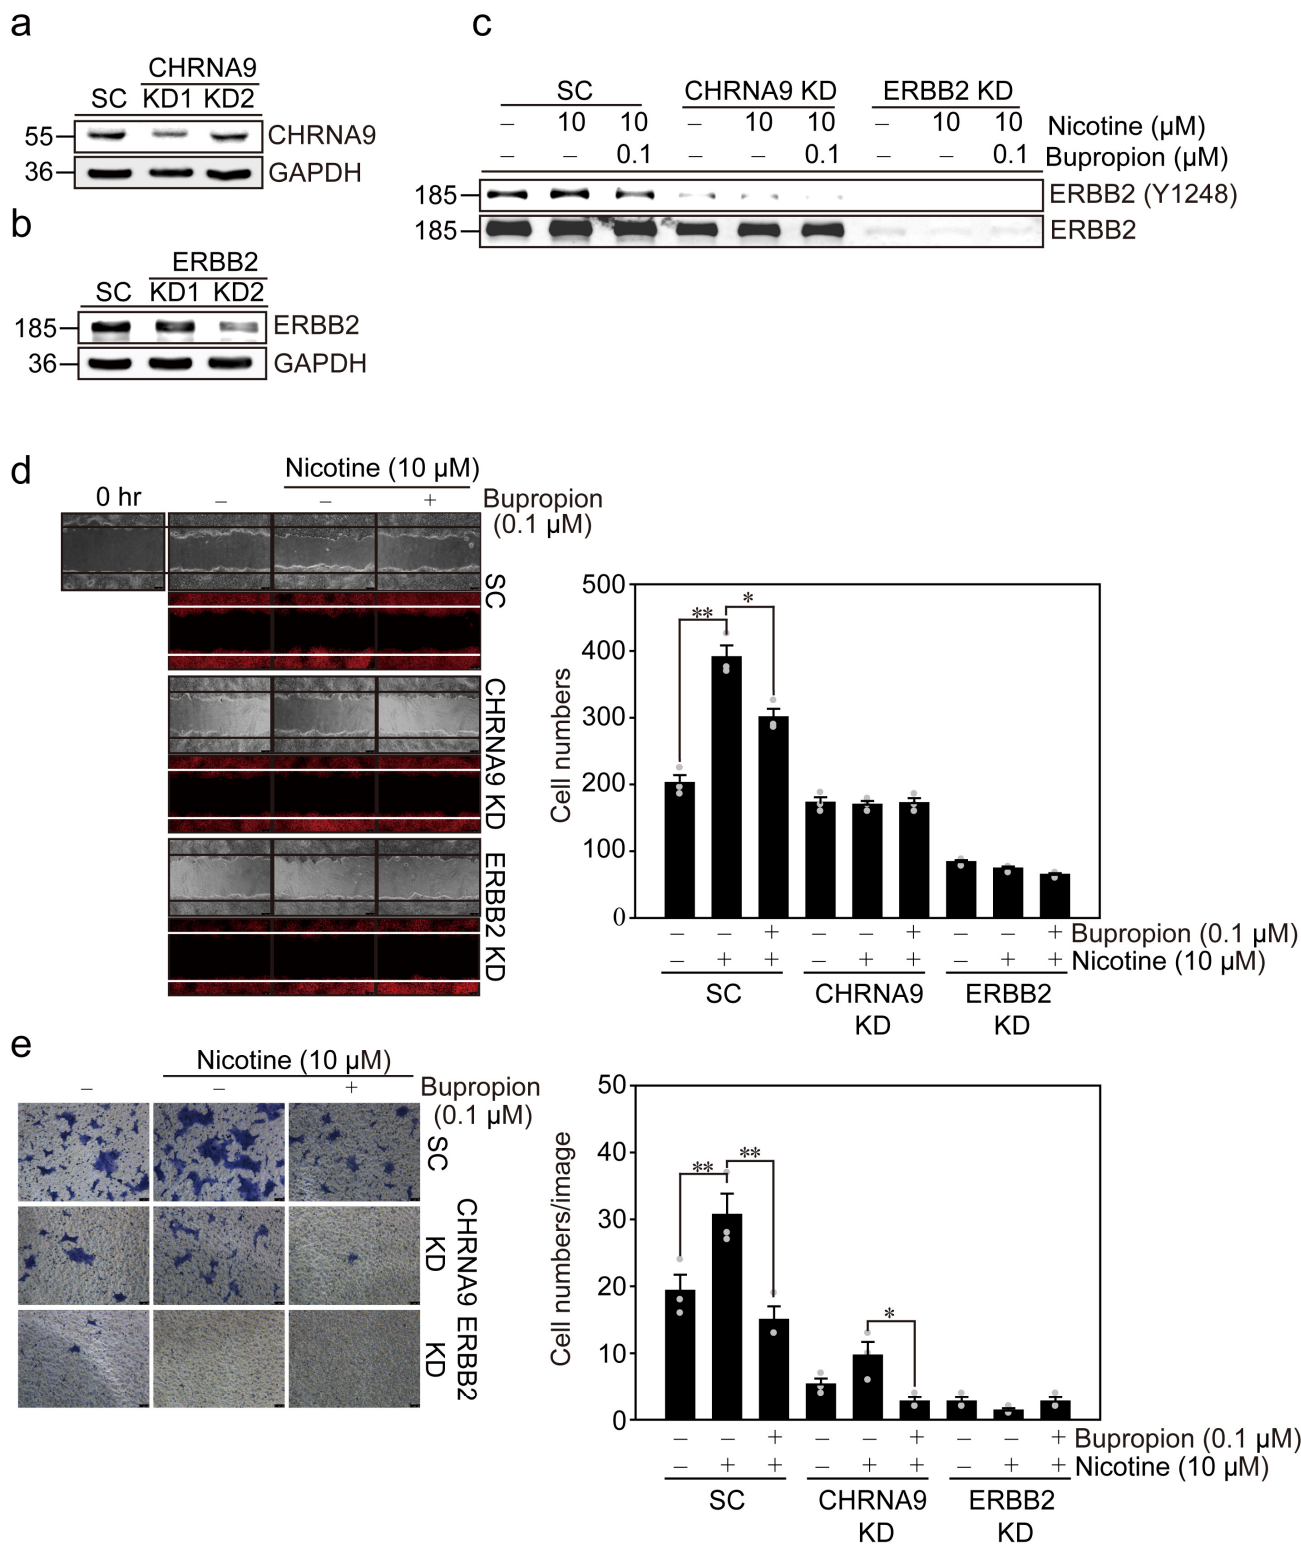 a
CHRNA9
SC KD1 KD2
55 CHRNA9
36 GAPDH
b
ERBB2
SC KD1 KD2
185 ERBB2
36 GAPDH
c
SC CHRNA9 KD ERBB2 KD
– 10 10 – 10 10 – 10 10 Nicotine (µM)
– – 0.1 – – 0.1 – – 0.1 Bupropion (µM)
185 ERBB2 (Y1248)
185 ERBB2
d
Nicotine (10 µM)
0 hr – – + Bupropion
(0.1 µM)
SC
CHRNA9 KD
ERBB2 KD
Cell numbers
500
400
300
200
100
0
** *
– – + – – + – – + Bupropion (0.1 µM)
– + + – + + – + + Nicotine (10 µM)
SC CHRNA9 ERBB2
KD KD
e
Nicotine (10 µM)
– – + Bupropion
(0.1 µM)
SC
CHRNA9
KD
ERBB2
KD
Cell numbers/image
50
40
30
20
10
0
** **
*
– – + – – + – – + Bupropion (0.1 µM)
– + + – + + – + + Nicotine (10 µM)
SC CHRNA9 ERBB2
KD KD